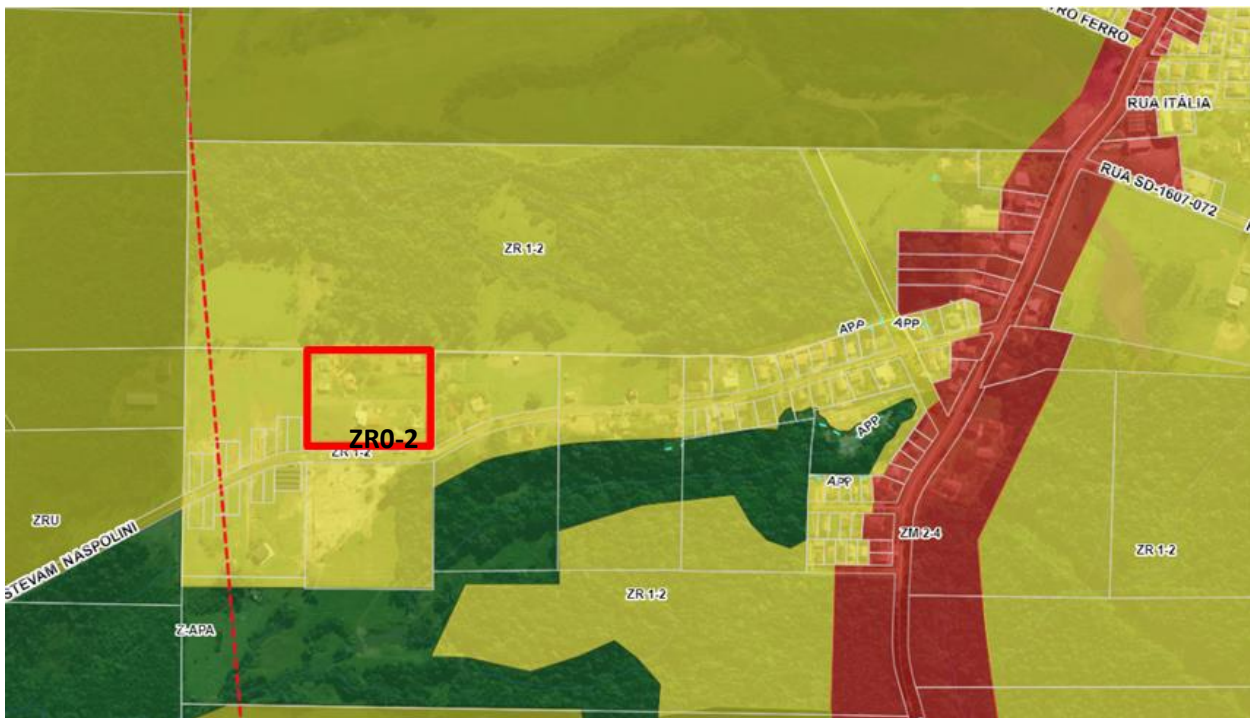 TRO FERRO
RUA ITÁLIA
RUA SD-1607-072
ZR 1-2
APP
APP
ZR0-2
ZR 1-2
APP
APP
ZRU
ZM 2-4
ZR 1-2
STEVAM NASPOLINI
ZR 1-2
Z-APA